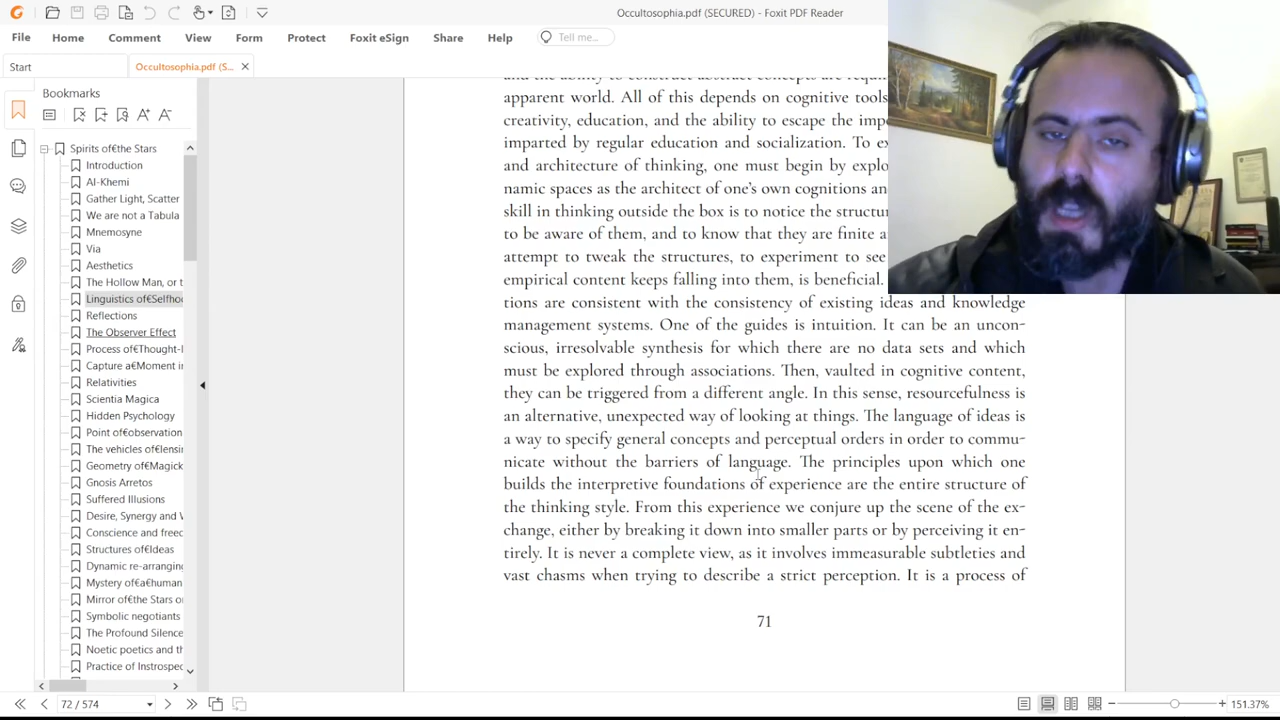 Occultosophia.pdf (SECURED) - Foxit PDF Reader
File Home Comment View Form Protect Foxit eSign Share Help Tell me...
Start
Occultosophia.pdf (S...
Bookmarks
Spirits of€the Stars
Introduction
Al-Khemi
Gather Light, Scatter
We are not a Tabula
Mnemosyne
Via
Aesthetics
The Hollow Man, or t
Linguistics of€Selfhoo
Reflections
The Observer Effect
Process of€Thought-
Capture a€Moment i
Relativities
Scientia Magica
Hidden Psychology
Point of€observation
The vehicles of€lensi
Geometry of€Magick
Gnosis Arretos
Suffered Illusions
Desire, Synergy and
Conscience and free
Structures of€Ideas
Dynamic re-arrangin
Mystery of€a€human
Mirror of€the Stars o
Symbolic negotiants
The Profound Silence
Noetic poetics and t
Practice of Instrospe
and the ability to construct abstract concepts are
apparent world. All of this depends on cognitive tools
creativity, education, and the ability to escape the
imparted by regular education and socialization. To
and architecture of thinking, one must begin by
namic spaces as the architect of one's own cognitions
skill in thinking outside the box is to notice the
to be aware of them, and to know that they are finite
attempt to tweak the structures, to experiment to see
empirical content keeps falling into them, is beneficial.
tions are consistent with the consistency of existing ideas and knowledge
management systems. One of the guides is intuition. It can be an uncon-
scious, irresolvable synthesis for which there are no data sets and which
must be explored through associations. Then, vaulted in cognitive content,
they can be triggered from a different angle. In this sense, resourcefulness is
an alternative, unexpected way of looking at things. The language of ideas is
a way to specify general concepts and perceptual orders in order to commu-
nicate without the barriers of language. The principles upon which one
builds the interpretive foundations of experience are the entire structure of
the thinking style. From this experience we conjure up the scene of the ex-
change, either by breaking it down into smaller parts or by perceiving it en-
tirely. It is never a complete view, as it involves immeasurable subtleties and
vast chasms when trying to describe a strict perception. It is a process of
71
72 / 574
151.37%